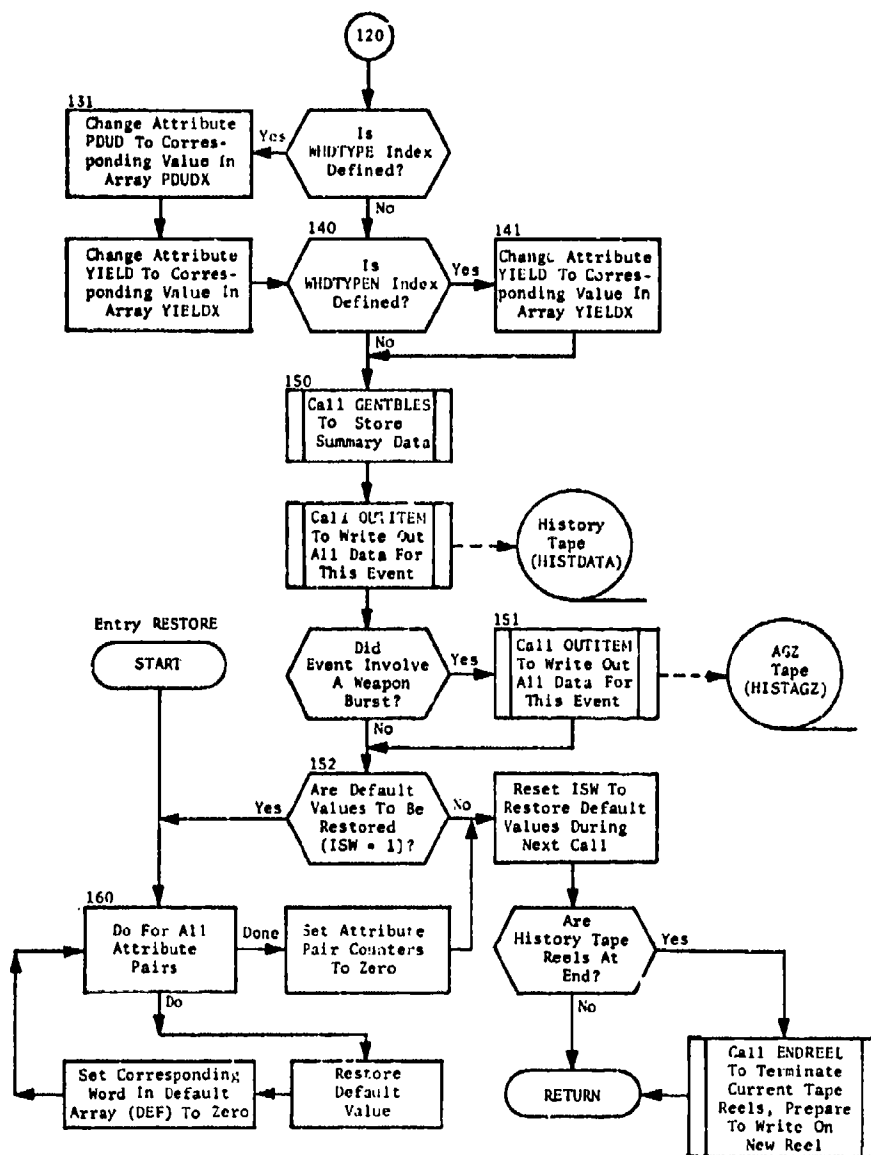 120
131
Change Attribute
PDUD To Corres-
ponding Value In
Array PDUDX
Yes
Is
WHDTYPE Index
Defined?
No
Change Attribute
YIELD To Corres-
ponding Value In
Array YIELDX
140
Is
WHDTYPEN Index
Defined?
Yes
141
Change Attribute
YIELD To Corres-
ponding Value In
Array YIELDX
No
150
Call GENTBLES
To Store
Summary Data
Call OUTITEM
To Write Out
All Data For
This Event
History
Tape
(HISTDATA)
Entry RESTORE
START
Did
Event Involve
A Weapon
Burst?
Yes
151
Call OUTITEM
To Write Out
All Data For
This Event
AGZ
Tape
(HISTAGZ)
No
152
Are Default
Values To Be
Restored
(ISW = 1)?
Yes
No
Reset ISW To
Restore Default
Values During
Next Call
160
Do For All
Attribute
Pairs
Done
Set Attribute
Pair Counters
To Zero
Are
History Tape
Reels At
End?
Yes
Do
No
Set Corresponding
Word In Default
Array (DEF) To Zero
Restore
Default
Value
RETURN
Call ENDREEL
To Terminate
Current Tape
Reels, Prepare
To Write On
New Reel